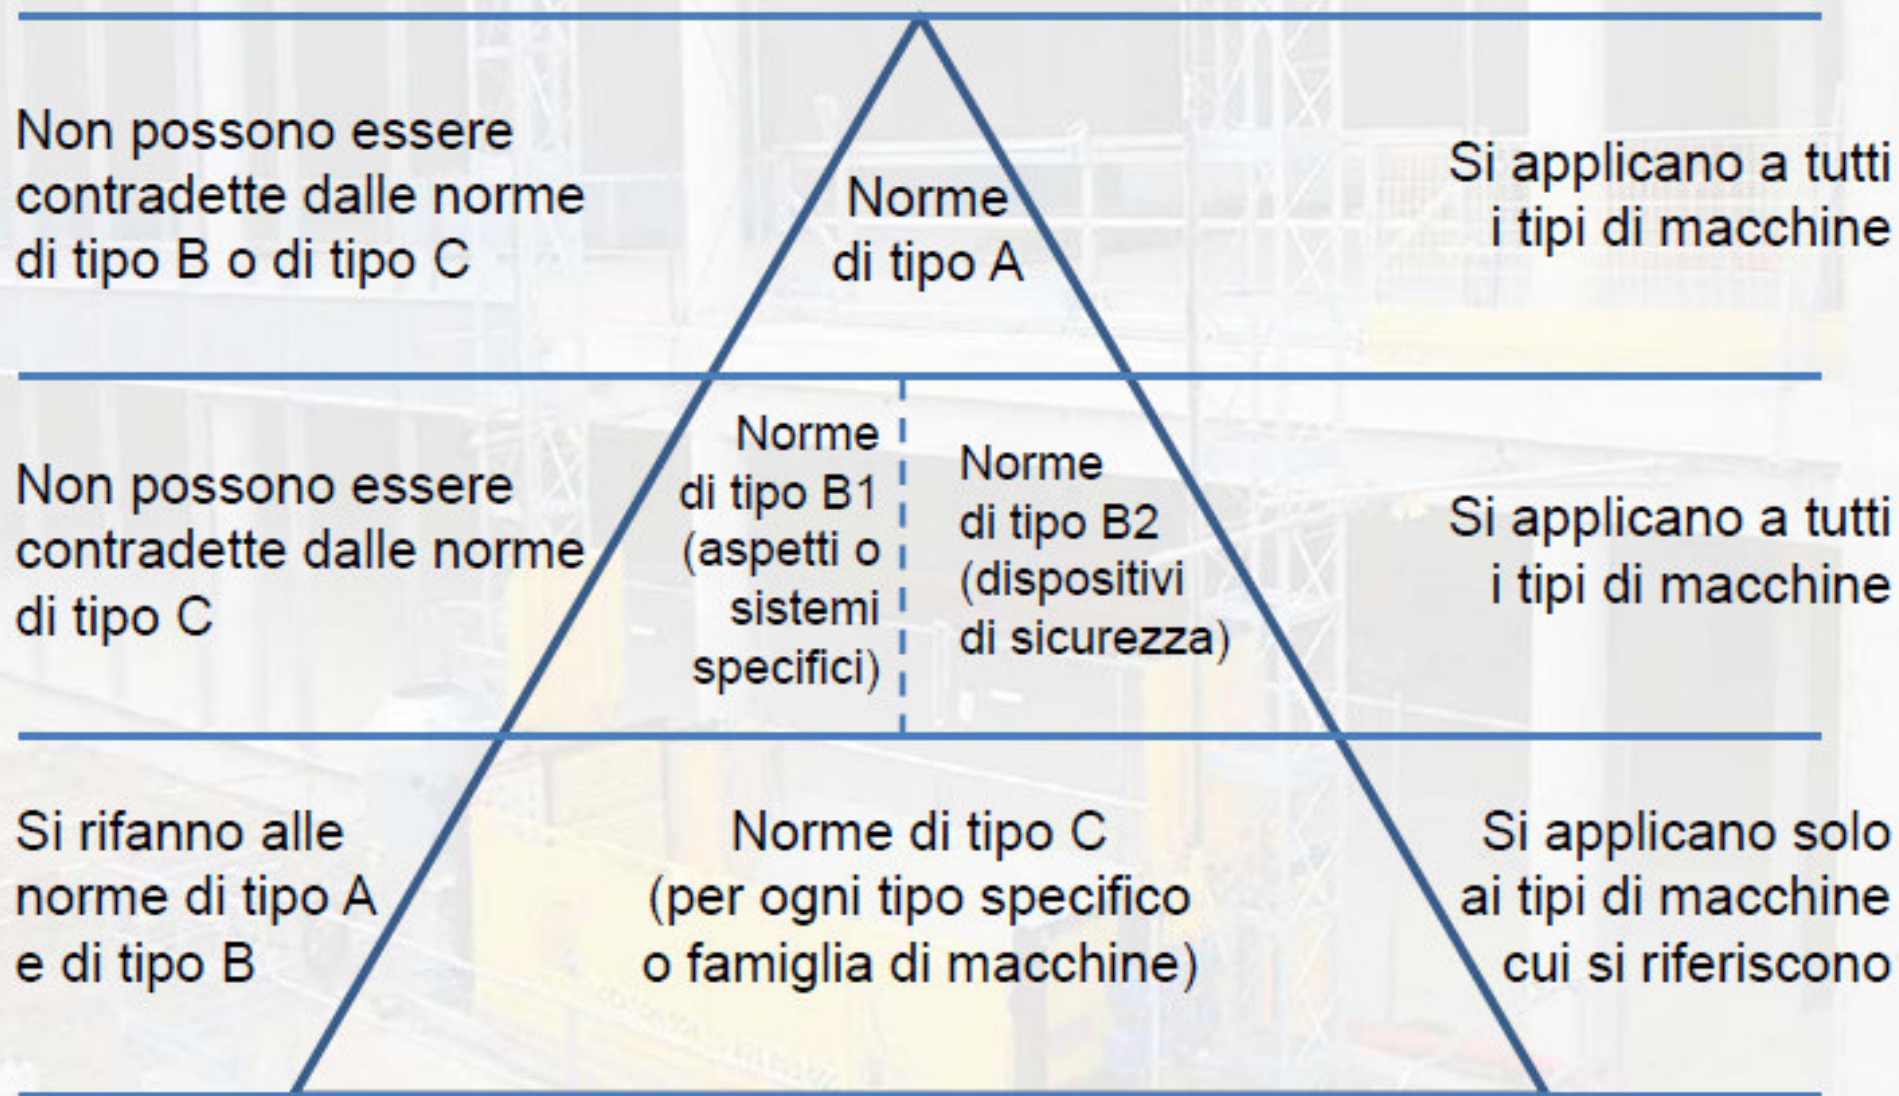 Non possono essere
contradette dalle norme
di tipo B o di tipo C
Norme
di tipo A
Si applicano a tutti
i tipi di macchine
Non possono essere
contradette dalle norme
di tipo C
Norme
di tipo B1
(aspetti o
sistemi
specifici)
Norme
di tipo B2
(dispositivi
di sicurezza)
Si applicano a tutti
i tipi di macchine
Si rifanno alle
norme di tipo A
e di tipo B
Norme di tipo C
(per ogni tipo specifico
o famiglia di macchine)
Si applicano solo
ai tipi di macchine
cui si riferiscono